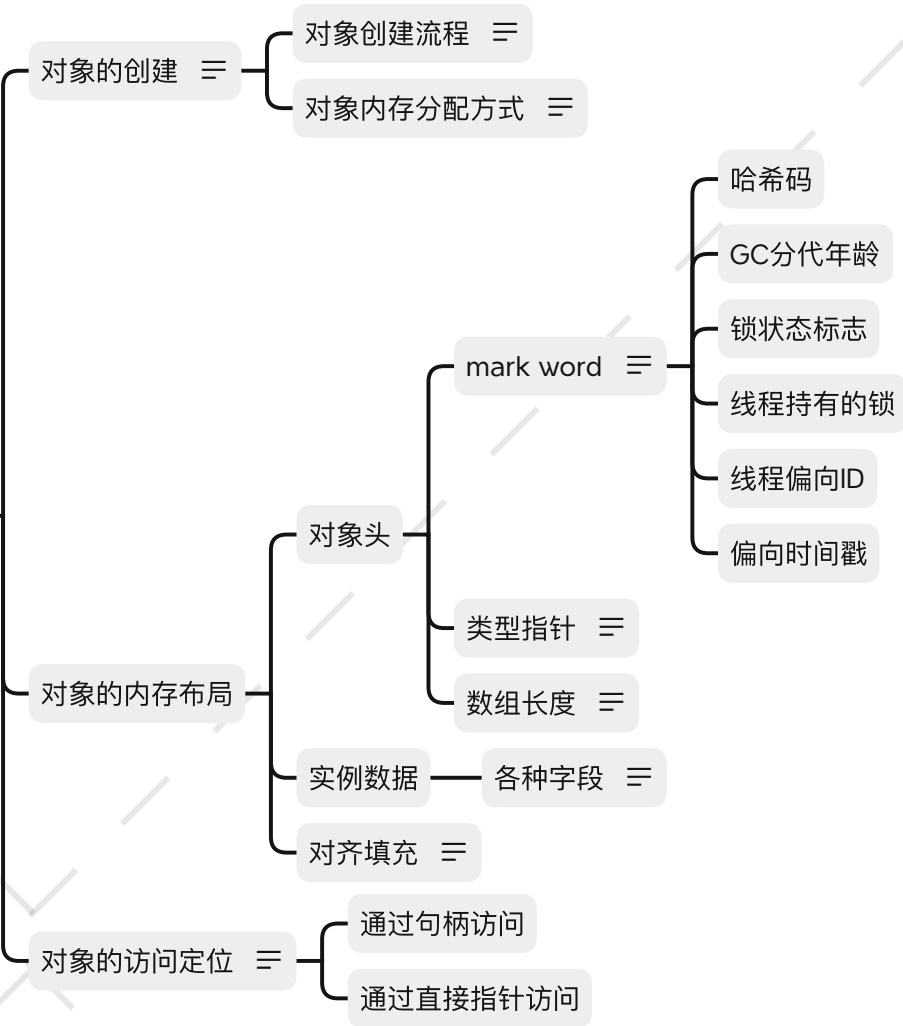 对象的创建
对象创建流程
对象内存分配方式
对象的内存布局
对象头
mark word
哈希码
GC分代年龄
锁状态标志
线程持有的锁
线程偏向ID
偏向时间戳
类型指针
数组长度
实例数据
各种字段
对齐填充
对象的访问定位
通过句柄访问
通过直接指针访问